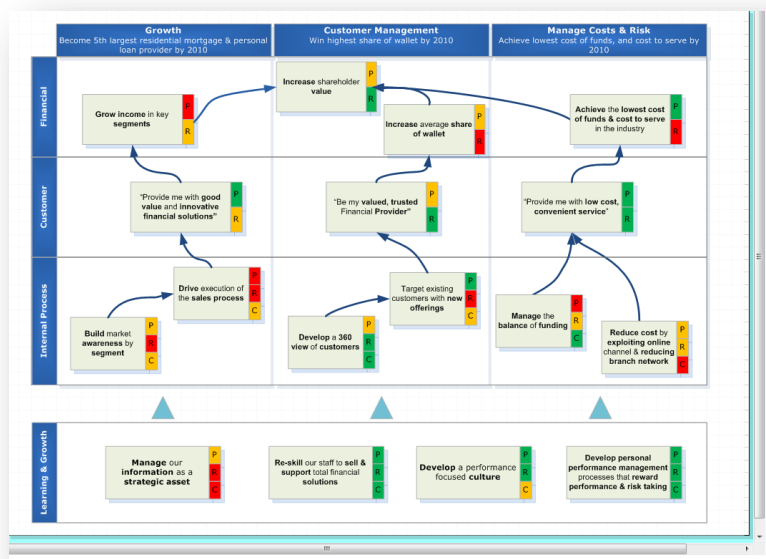 Growth
Become 5th largest residential mortgage & personal
loan provider by 2010
Customer Management
Win highest share of wallet by 2010
Manage Costs & Risk
Achieve lowest cost of funds, and cost to serve by
2010
Financial
Grow income in key
segments
P
R
Increase shareholder
value
P
R
Increase average share
of wallet
P
R
Achieve the lowest cost
of funds & cost to serve
in the industry
P
R
Customer
"Provide me with good
value and innovative
financial solutions"
P
R
"Be my valued, trusted
Financial Provider"
P
R
"Provide me with low cost,
convenient service"
P
R
Internal Process
Build market
awareness by
segment
P
R
C
Drive execution of
the sales process
P
R
C
Develop a 360
view of customers
P
R
C
Target existing
customers with new
offerings
P
R
C
Manage the
balance of funding
P
R
C
Reduce cost by
exploiting online
channel & reducing
branch network
P
R
C
Learning & Growth
Manage our
information as a
strategic asset
P
R
C
Re-skill our staff to sell &
support total financial
solutions
P
R
C
Develop a performance
focused culture
P
R
C
Develop personal
performance management
processes that reward
performance & risk taking
P
R
C